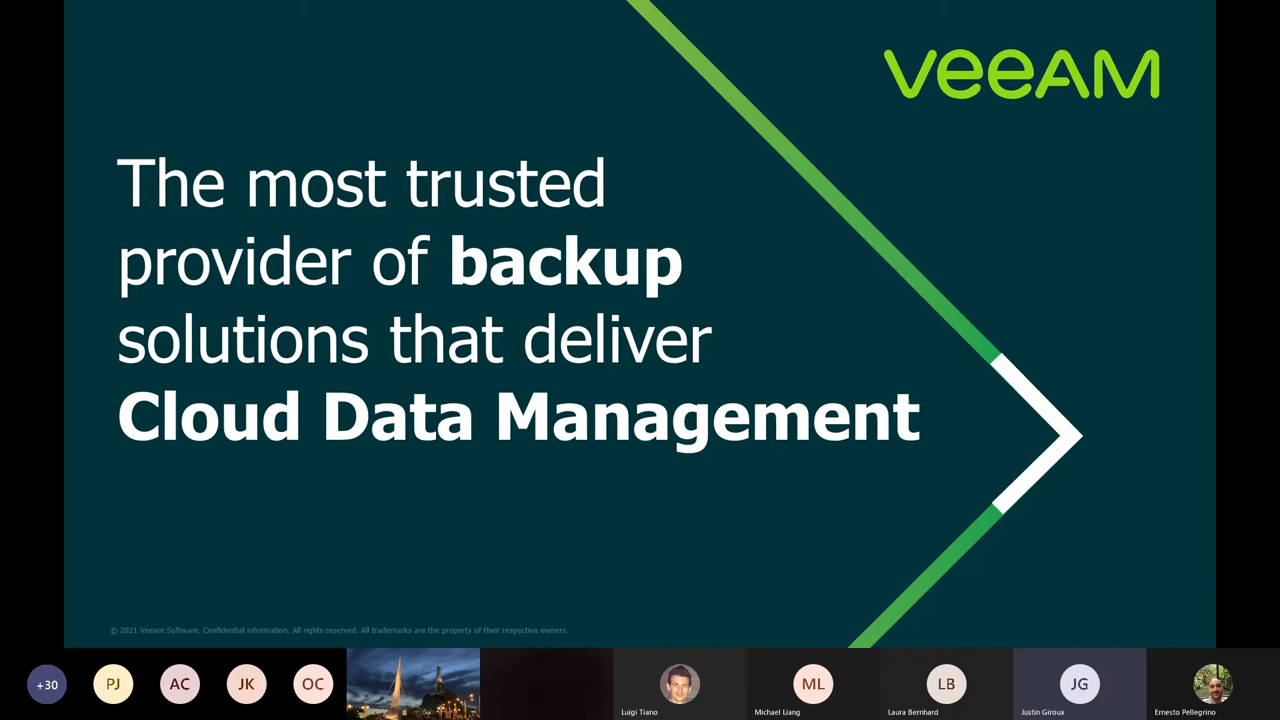 veeAM
The most trusted
provider of backup
solutions that deliver
Cloud Data Management
© 2021 Veeam Software. Confidential information. All rights reserved. All trademarks are the property of their respective owners.
+30
PJ
AC
JK
OC
ML
LB
JG
Luigi Tiano
Michael Liang
Laura Bernhard
Justin Giroux
Ernesto Pellegrino